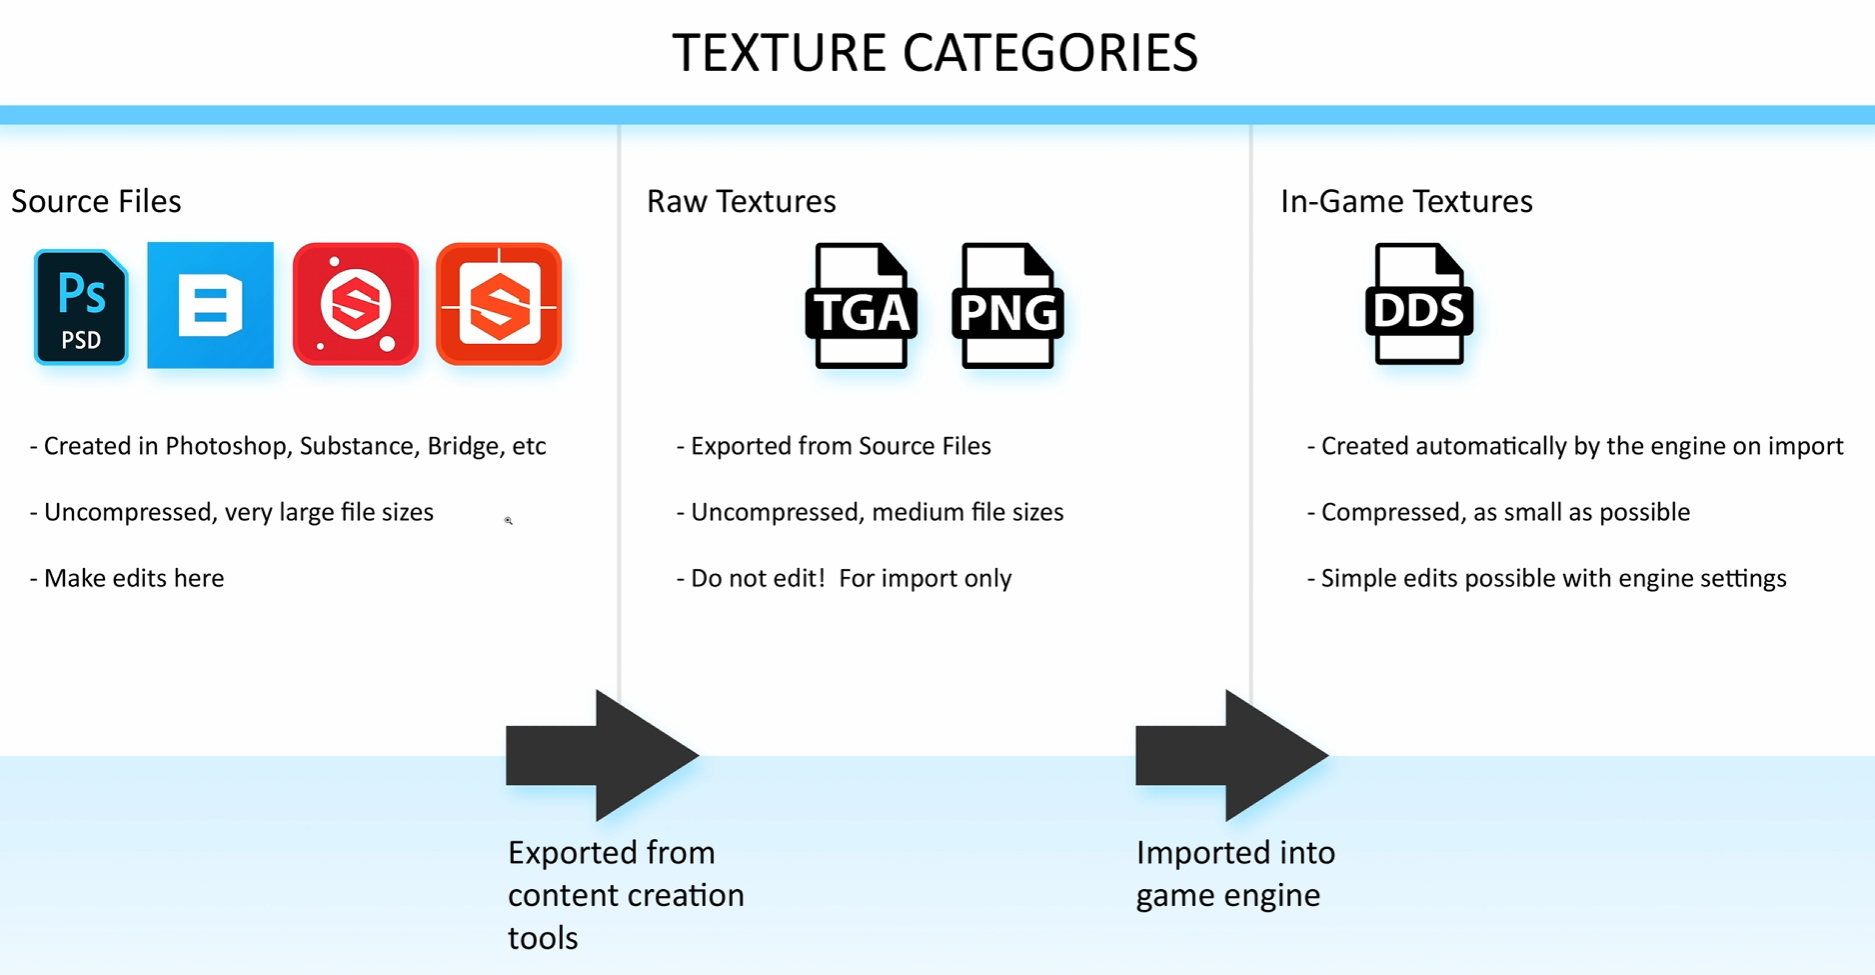 TEXTURE CATEGORIES
Source Files
Ps
PSD
- Created in Photoshop, Substance, Bridge, etc
- Uncompressed, very large file sizes
- Make edits here
Raw Textures
TGA
PNG
- Exported from Source Files
- Uncompressed, medium file sizes
- Do not edit!  For import only
In-Game Textures
DDS
- Created automatically by the engine on import
- Compressed, as small as possible
- Simple edits possible with engine settings
Exported from
content creation
tools
Imported into
game engine